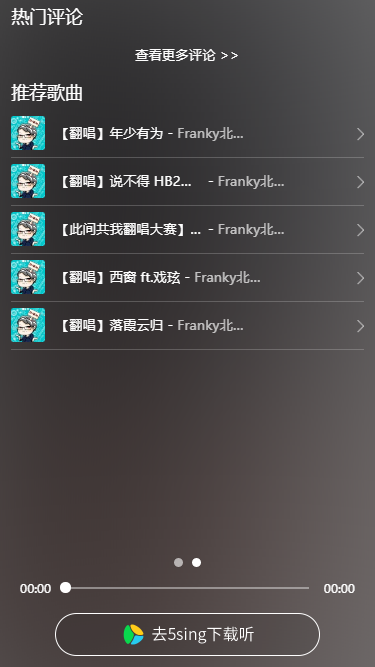 热门评论
查看更多评论 >>
推荐歌曲
【翻唱】年少有为 - Franky北...
【翻唱】说不得 HB2... - Franky北...
【此间共我翻唱大赛】... - Franky北...
【翻唱】西窗 ft.戏玹 - Franky北...
【翻唱】落霞云归 - Franky北...
00:00 00:00
去5sing下载听